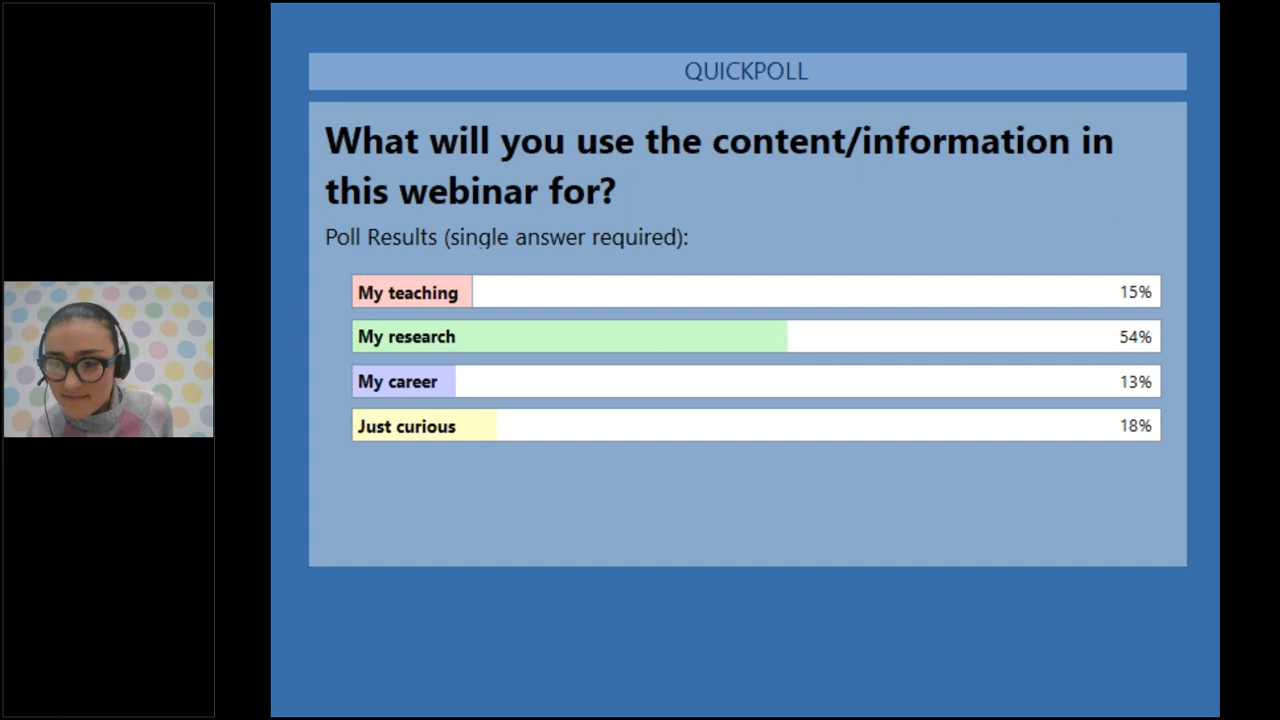 QUICKPOLL
What will you use the content/information in
this webinar for?
Poll Results (single answer required):
My teaching 15%
My research 54%
My career 13%
Just curious 18%